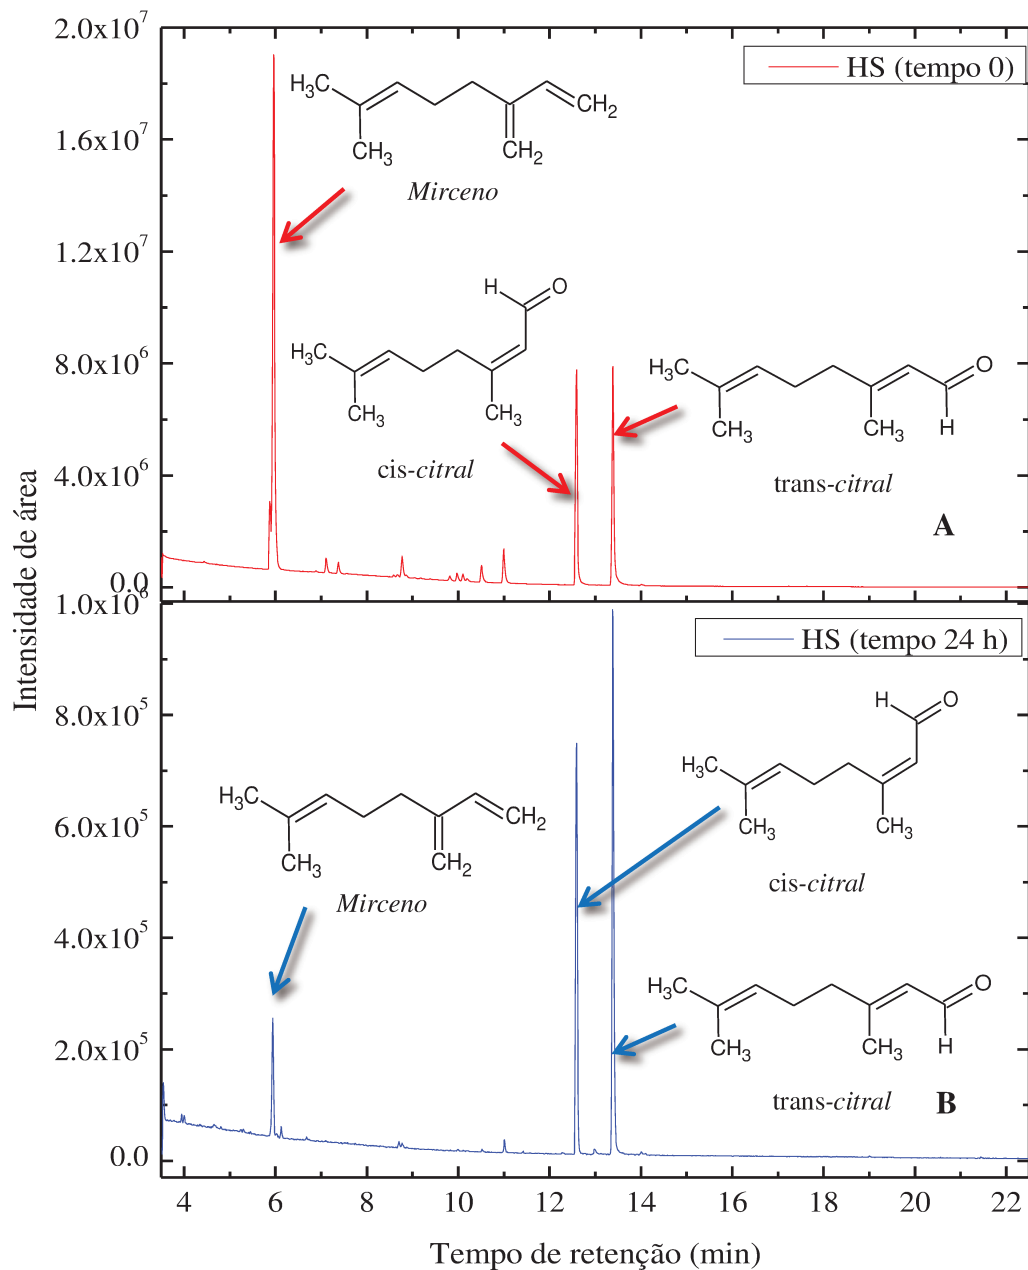 2.0x10⁷
HS (tempo 0)
H₃C
CH₂
CH₃
CH₂
Mirceno
1.6x10⁷
1.2x10⁷
H
O
H₃C
CH₃
CH₃
cis-citral
8.0x10⁶
O
H₃C
CH₃
CH₃
H
trans-citral
4.0x10⁶
A
0.0
Intensidade de área
1.0x10⁶
HS (tempo 24 h)
H
O
H₃C
CH₃
CH₃
cis-citral
8.0x10⁵
H₃C
CH₂
CH₃
CH₂
Mirceno
6.0x10⁵
4.0x10⁵
O
H₃C
CH₃
CH₃
H
trans-citral
B
2.0x10⁵
0.0
4 6 8 10 12 14 16 18 20 22
Tempo de retenção (min)